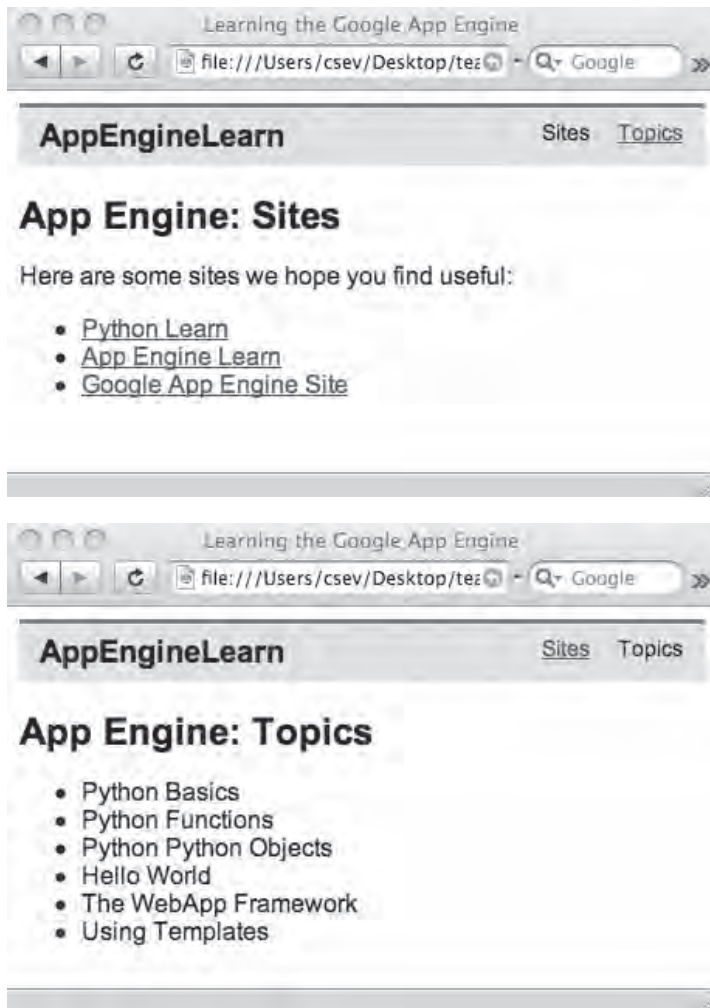 Learning the Google App Engine
file:///Users/csev/Desktop/tea Google
AppEngineLearn Sites Topics
App Engine: Sites
Here are some sites we hope you find useful:
• Python Learn
• App Engine Learn
• Google App Engine Site
Learning the Google App Engine
file:///Users/csev/Desktop/tea Google
AppEngineLearn Sites Topics
App Engine: Topics
• Python Basics
• Python Functions
• Python Python Objects
• Hello World
• The WebApp Framework
• Using Templates